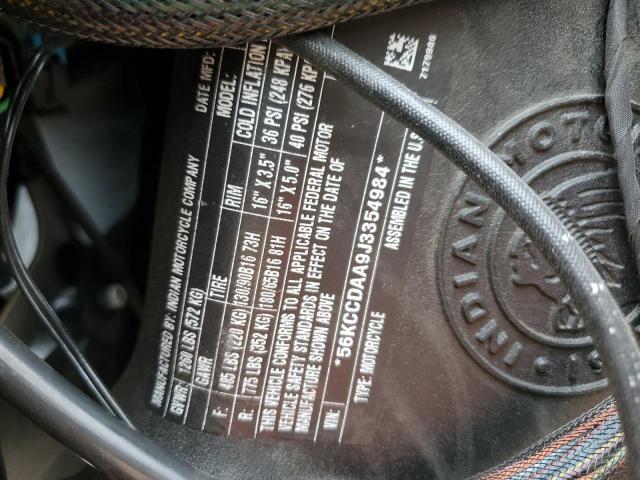 MANUFACTURED BY: INDIAN MOTORCYCLE COMPANY DATE MFD:
GVWR: 1260 LBS (572 KG) MODEL:
GAWR TIRE RIM COLD INFLATION
F: 485 LBS (220 KG) 130/90B16 73H 16" X 3.5" 36 PSI (248 KPA)
R: 775 LBS (352 KG) 180/65B16 81H 16" X 5.0" 40 PSI (276 KP
THIS VEHICLE CONFORMS TO ALL APPLICABLE FEDERAL MOTOR
VEHICLE SAFETY STANDARDS IN EFFECT ON THE DATE OF
MANUFACTURE SHOWN ABOVE
VIN: *56KCCDAA9J3354984*
TYPE: MOTORCYCLE ASSEMBLED IN THE U.S
7179988
INDIAN MOTO